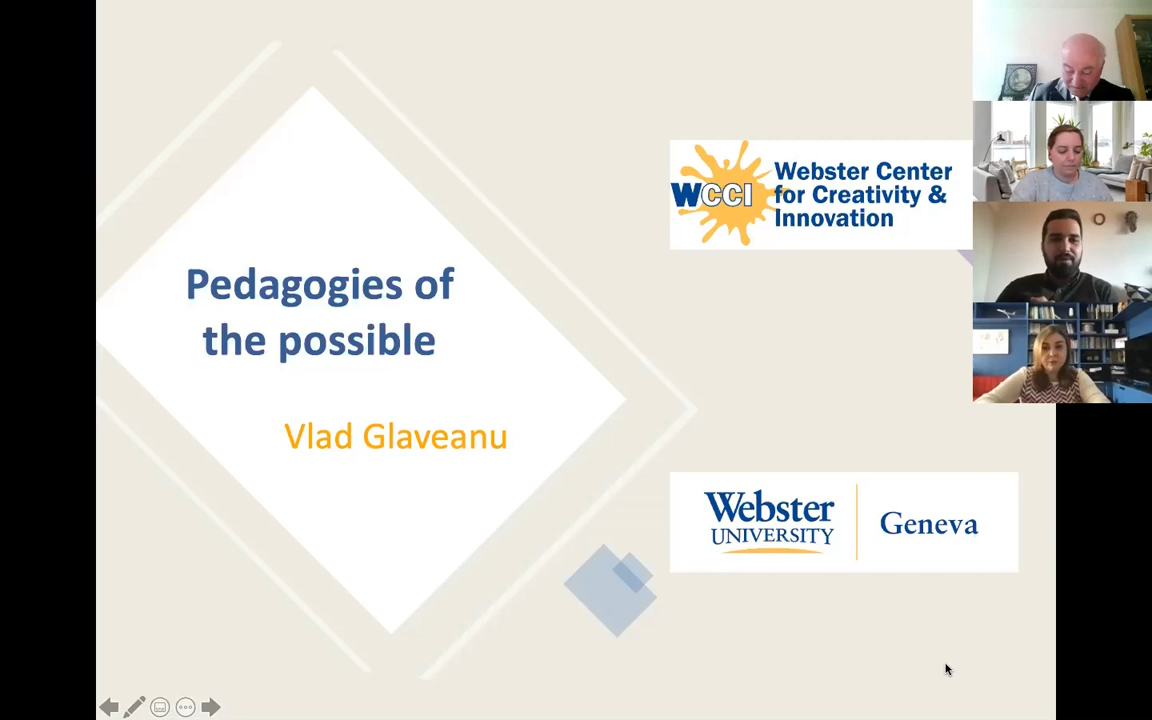 Pedagogies of
the possible
Vlad Glaveanu
WCCI
Webster Center
for Creativity &
Innovation
Webster
UNIVERSITY
Geneva